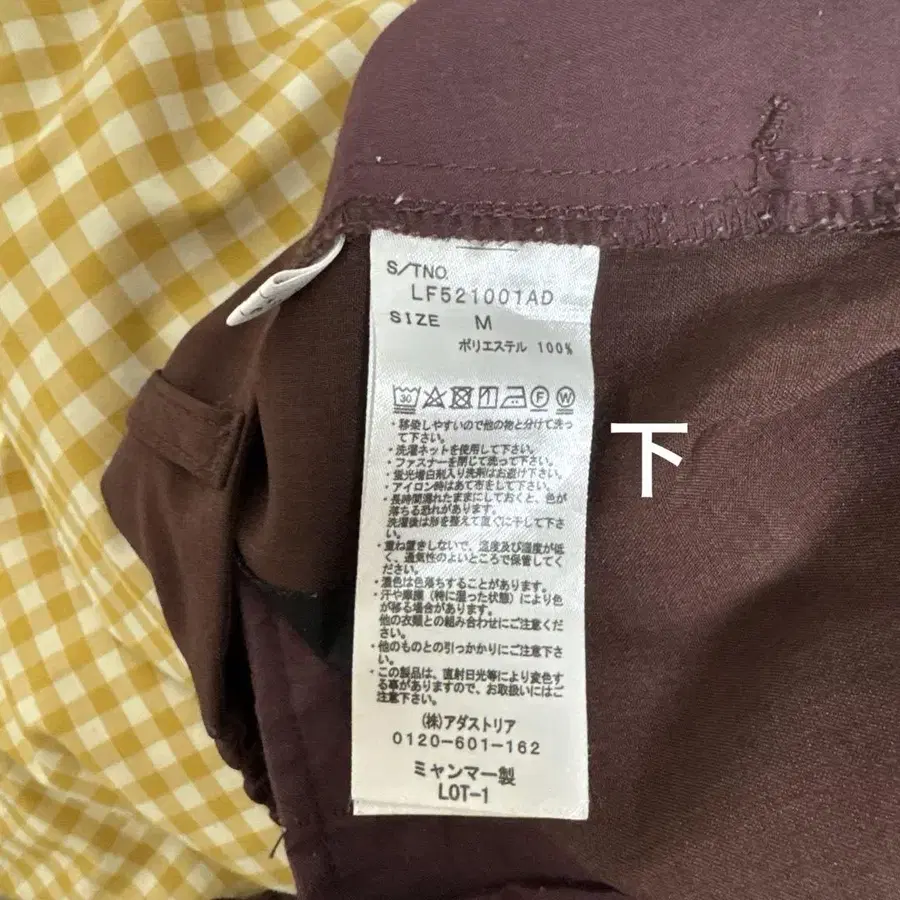 S/TNO.
LF521001AD
SIZE M
ポリエステル 100%
30
F W
・移染しやすいので他の物と分けて洗っ
て下さい。
・洗濯ネットを使用して下さい。
・ファスナーを閉じて洗って下さい。
・蛍光増白剤入り洗剤はお避け下さい。
・アイロン時はあて布をして下さい。
・長時間濡れたままにしておくと、色が
落ちる恐れがあります。
洗濯後は形を整えて直ぐに干して下さ
い。
・重ね置きしないで、温度及び湿度が低
く、通気性のよいところで保管してく
ださい。
・濃色は色落ちすることがあります。
・汗や摩擦（特に湿った状態）により色
が移る場合があります。
他の衣類との組み合わせにご注意くだ
さい。
・他のものとの引っかかりにご注意下さ
い。
・この製品は、直射日光等により変色す
る事がありますので、お取扱いにはご
注意下さい。
(株)アダストリア
0120-601-162
ミャンマー製
LOT-1
下